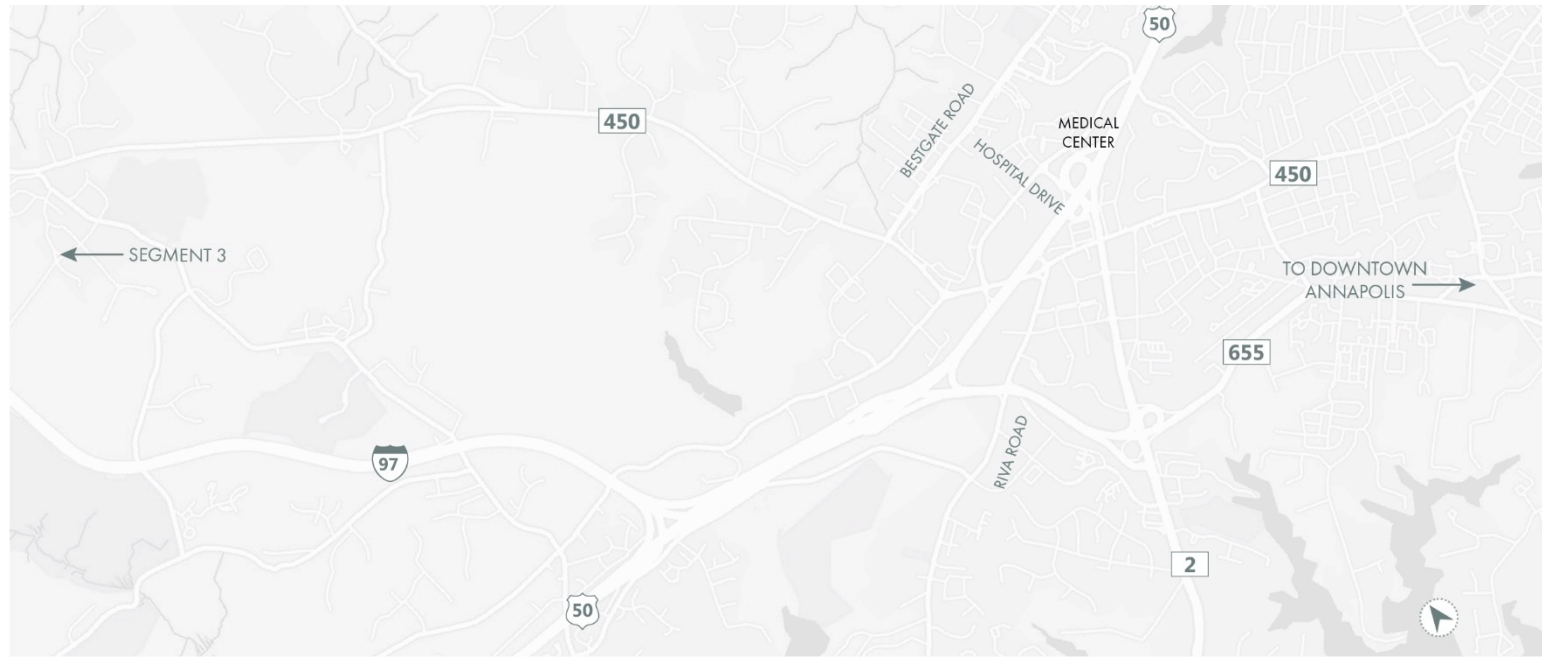 50
450
BESTGATE ROAD
MEDICAL
CENTER
HOSPITAL DRIVE
450
SEGMENT 3
TO DOWNTOWN
ANNAPOLIS
655
97
RIVA ROAD
2
50